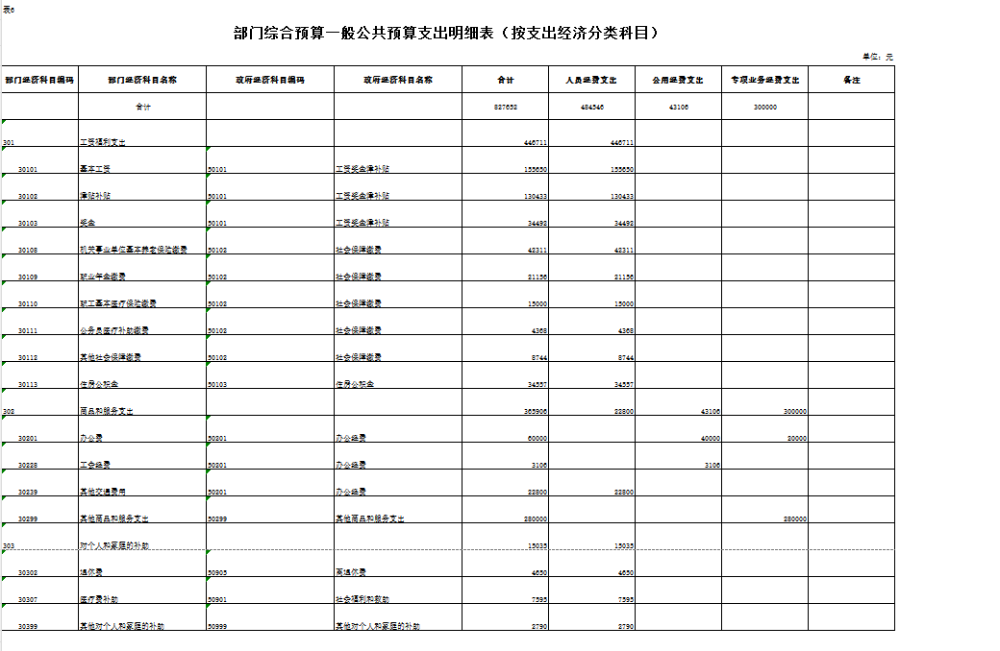 表6
部门综合预算一般公共预算支出明细表（按支出经济分类科目）
单位：元
部门经济科目编码 部门经济科目名称 政府经济科目编码 政府经济科目名称 合计 人员经费支出 公用经费支出 专项业务经费支出 备注
合计 827652 484546 43106 300000
301 工资福利支出 446711 446711
30101 基本工资 50101 工资奖金津补贴 155650 155650
30102 津贴补贴 50101 工资奖金津补贴 130433 130433
30103 奖金 50101 工资奖金津补贴 34492 34492
30108 机关事业单位基本养老保险缴费 50102 社会保障缴费 42311 42311
30109 职业年金缴费 50102 社会保障缴费 21156 21156
30110 职工基本医疗保险缴费 50102 社会保障缴费 15000 15000
30111 公务员医疗补助缴费 50102 社会保障缴费 4368 4368
30112 其他社会保障缴费 50102 社会保障缴费 8744 8744
30113 住房公积金 50103 住房公积金 34557 34557
302 商品和服务支出 365906 22800 43106 300000
30201 办公费 50201 办公经费 60000 40000 20000
30228 工会经费 50201 办公经费 3106 3106
30239 其他交通费用 50201 办公经费 22800 22800
30299 其他商品和服务支出 50299 其他商品和服务支出 280000 280000
303 对个人和家庭的补助 15035 15035
30302 退休费 50905 离退休费 4650 4650
30307 医疗费补助 50901 社会福利和救助 7595 7595
30399 其他对个人和家庭的补助 50999 其他对个人和家庭的补助 2790 2790